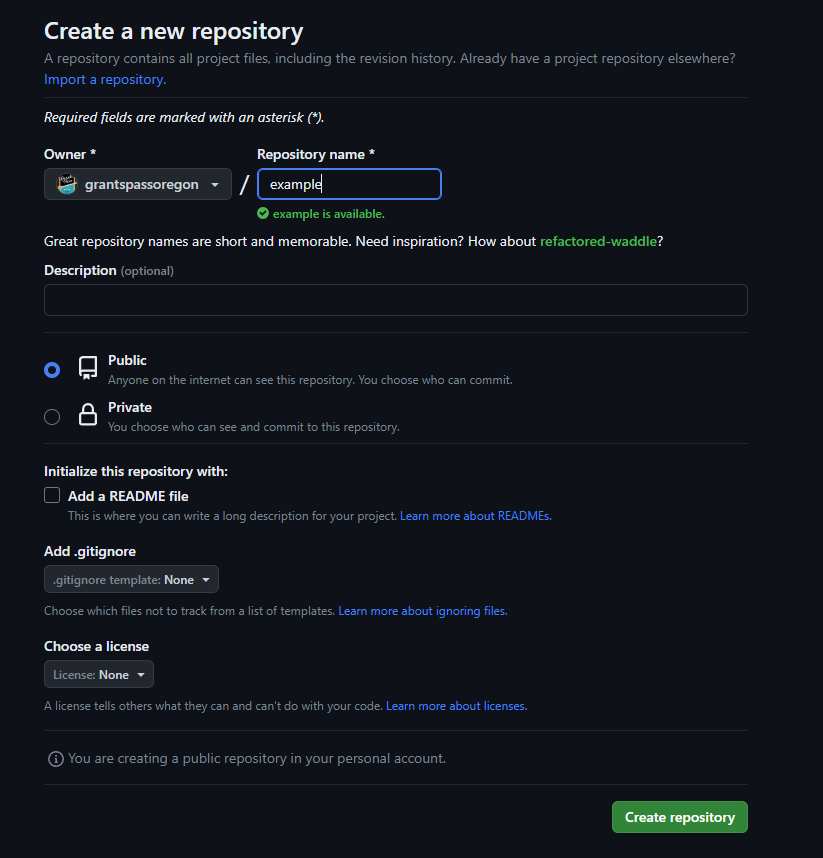 Create a new repository
A repository contains all project files, including the revision history. Already have a project repository elsewhere?
Import a repository.
Required fields are marked with an asterisk (*).
Owner *
Repository name *
grantspassoregon
/
example
example is available.
Great repository names are short and memorable. Need inspiration? How about refactored-waddle?
Description (optional)
Public
Anyone on the internet can see this repository. You choose who can commit.
Private
You choose who can see and commit to this repository.
Initialize this repository with:
Add a README file
This is where you can write a long description for your project. Learn more about READMEs.
Add .gitignore
.gitignore template: None
Choose which files not to track from a list of templates. Learn more about ignoring files.
Choose a license
License: None
A license tells others what they can and can't do with your code. Learn more about licenses.
You are creating a public repository in your personal account.
Create repository